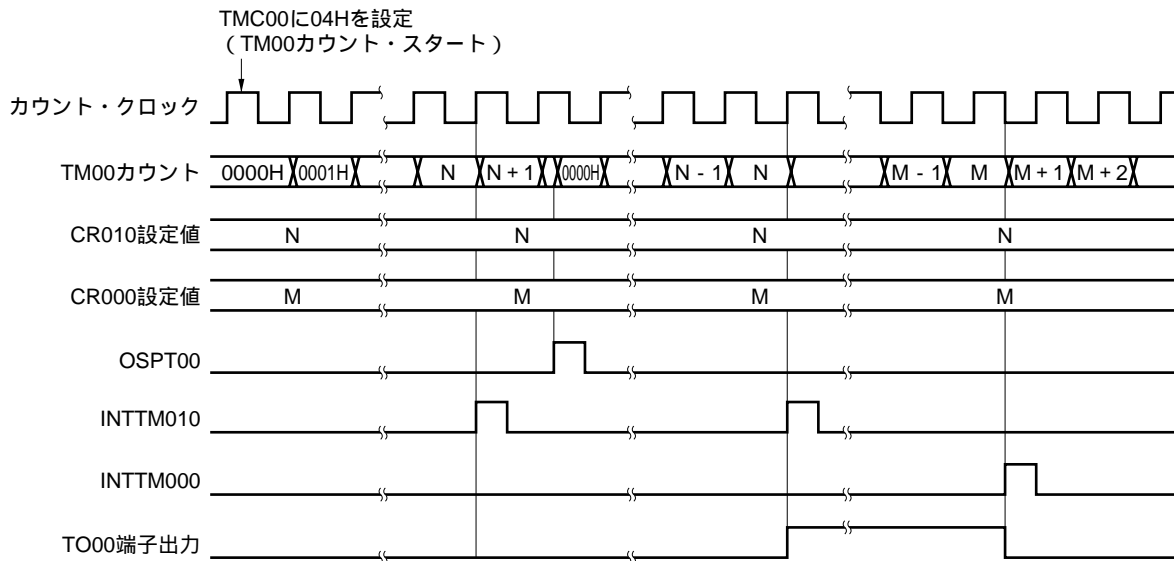 TMC00に04Hを設定
（TM00カウント・スタート）
カウント・クロック
TM00カウント 0000H 0001H N N + 1 0000H N - 1 N M - 1 M M + 1 M + 2
CR010設定値 N N N N
CR000設定値 M M M M
OSPT00
INTTM010
INTTM000
TO00端子出力